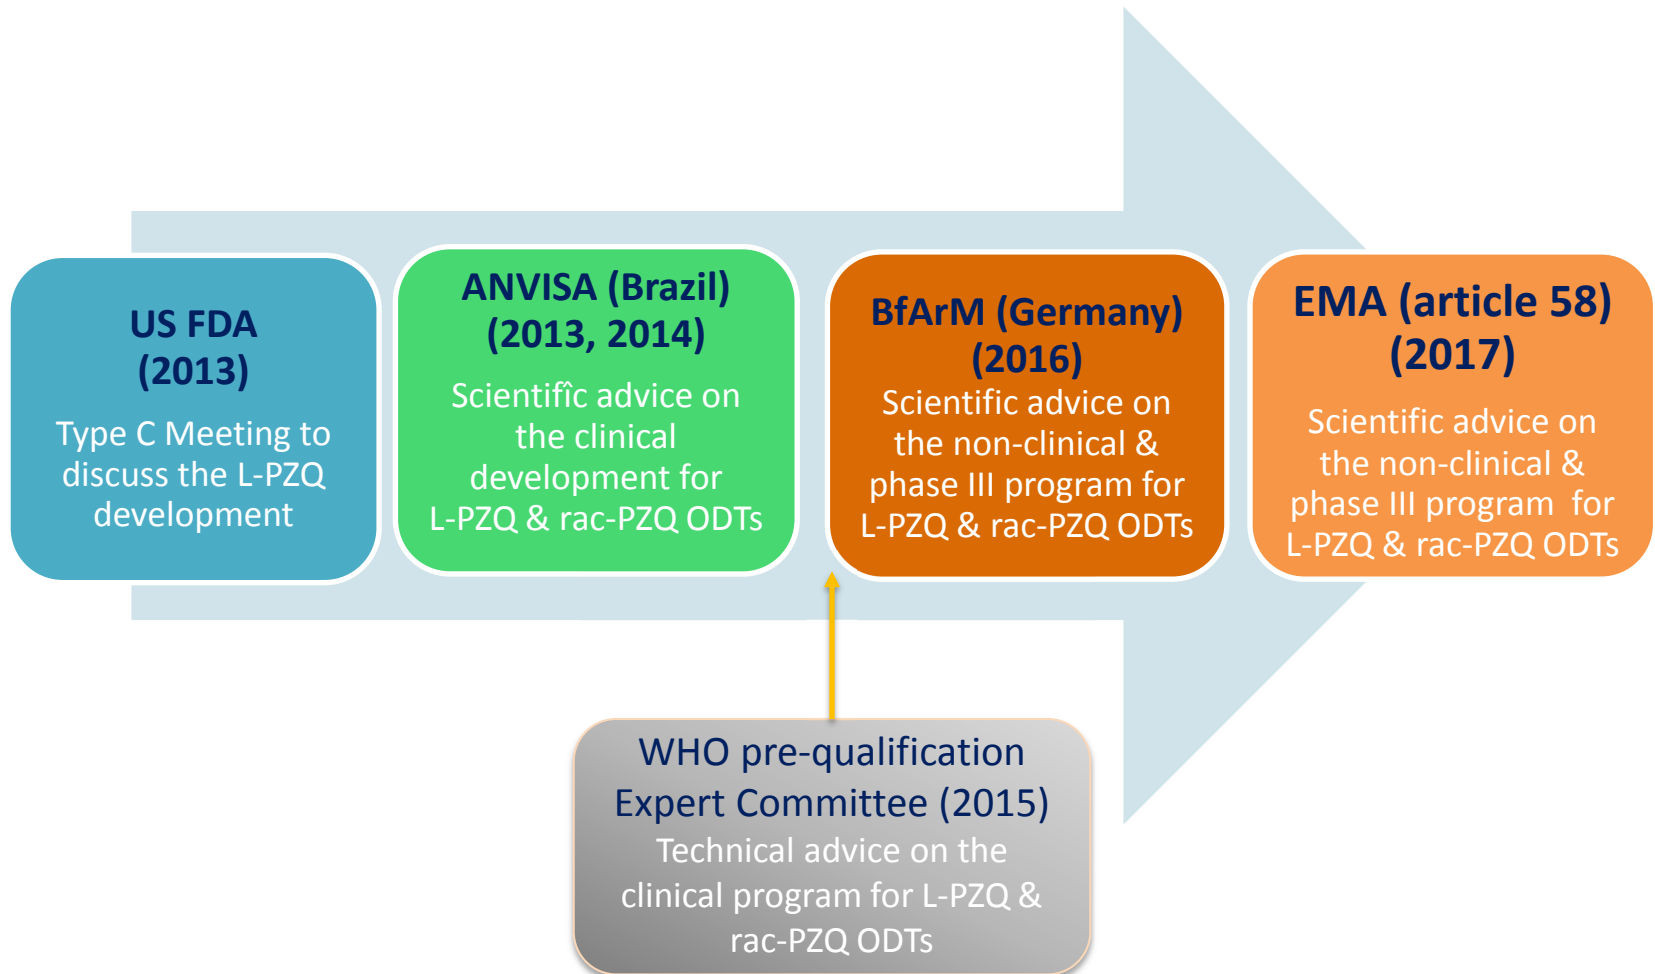 US FDA
(2013)
Type C Meeting to
discuss the L-PZQ
development
ANVISA (Brazil)
(2013, 2014)
Scientifîc advice on
the clinical
development for
L-PZQ & rac-PZQ ODTs
BfArM (Germany)
(2016)
Scientific advice on
the non-clinical &
phase III program for
L-PZQ & rac-PZQ ODTs
EMA (article 58)
(2017)
Scientific advice on
the non-clinical &
phase III program for
L-PZQ & rac-PZQ ODTs
WHO pre-qualification
Expert Committee (2015)
Technical advice on the
clinical program for L-PZQ &
rac-PZQ ODTs